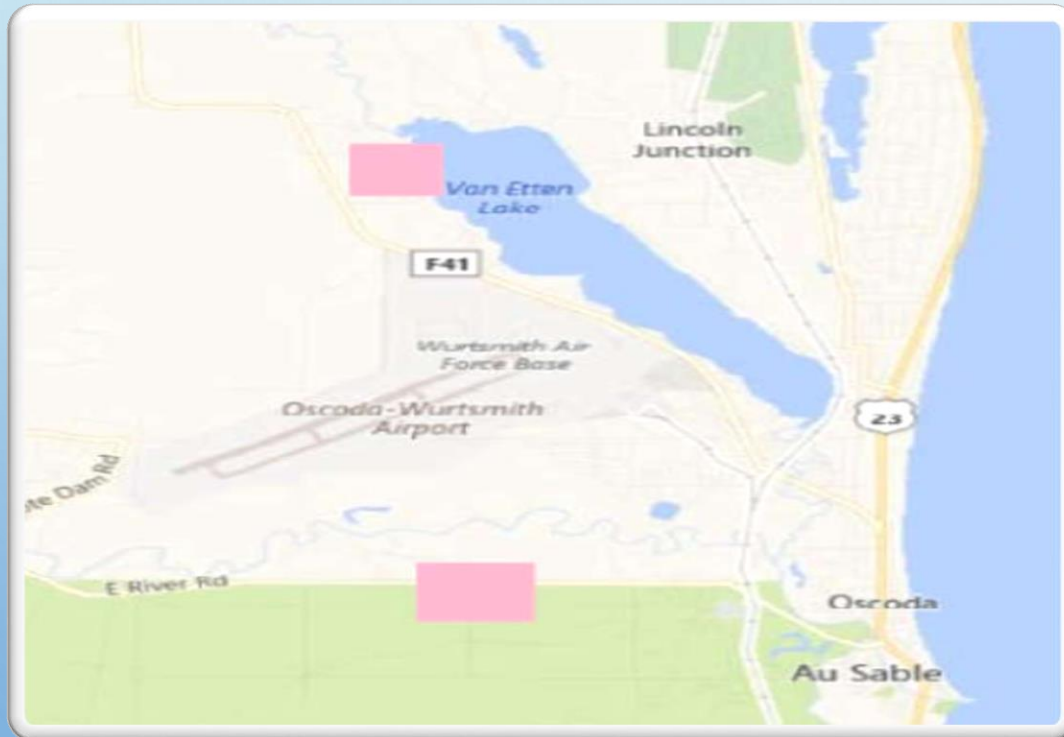 Lincoln
Junction
Van Etten
Lake
F41
Wurtsmith Air
Force Base
Oscoda-Wurtsmith
Airport
23
Dam Rd
E River Rd
Oscoda
Au Sable